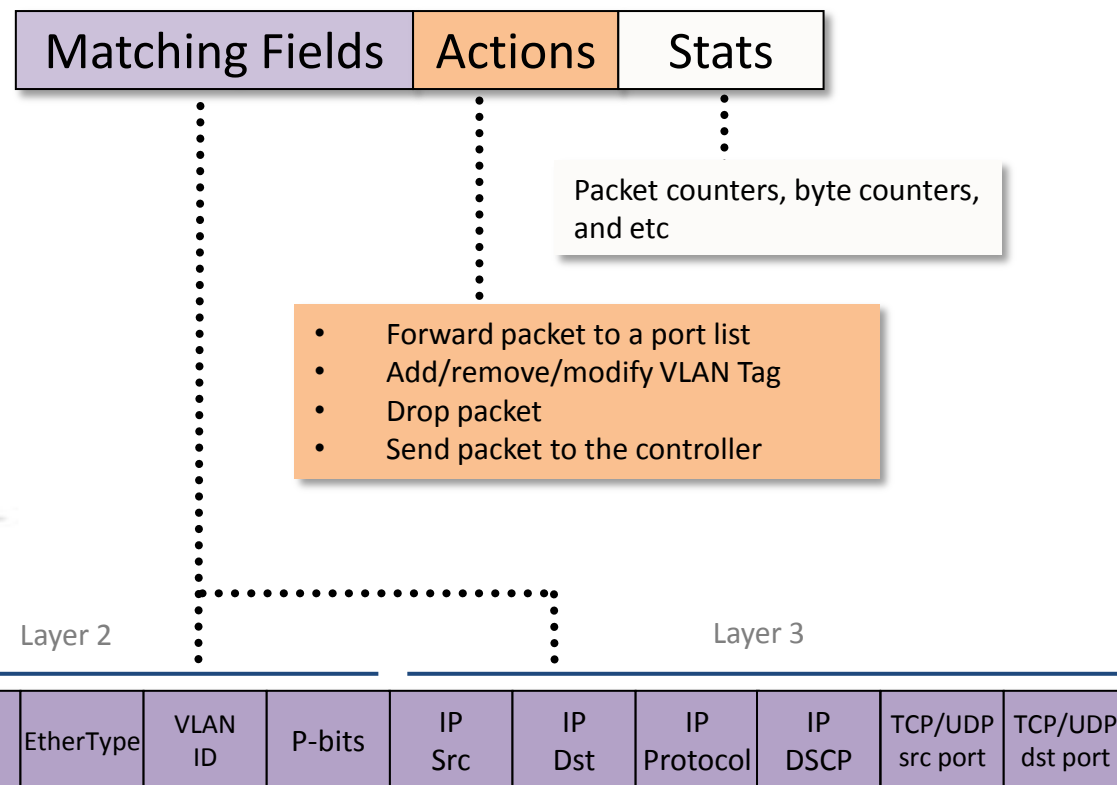 Matching Fields Actions Stats
Packet counters, byte counters,
and etc
• Forward packet to a port list
• Add/remove/modify VLAN Tag
• Drop packet
• Send packet to the controller
Layer 2 Layer 3
EtherType
VLAN
ID
P-bits
IP
Src
IP
Dst
IP
Protocol
IP
DSCP
TCP/UDP
src port
TCP/UDP
dst port